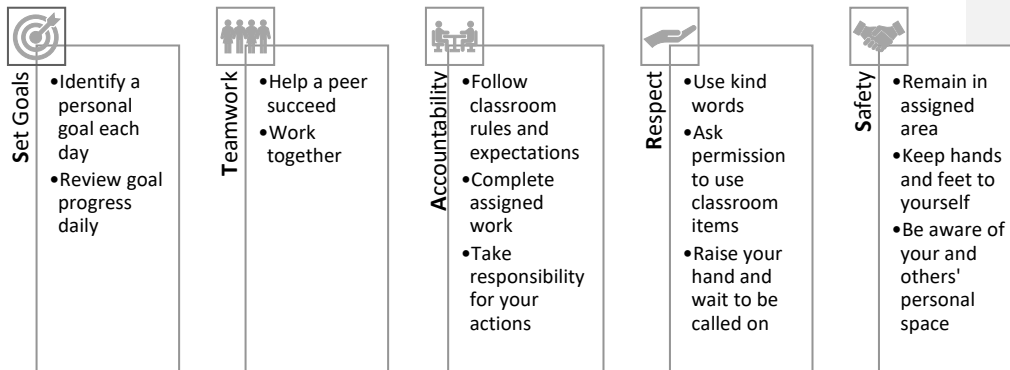 Set Goals
•Identify a
personal
goal each
day
•Review goal
progress
daily
Teamwork
•Help a peer
succeed
•Work
together
Accountability
•Follow
classroom
rules and
expectations
•Complete
assigned
work
•Take
responsibility
for your
actions
Respect
•Use kind
words
•Ask
permission
to use
classroom
items
•Raise your
hand and
wait to be
called on
Safety
•Remain in
assigned
area
•Keep hands
and feet to
yourself
•Be aware of
your and
others'
personal
space